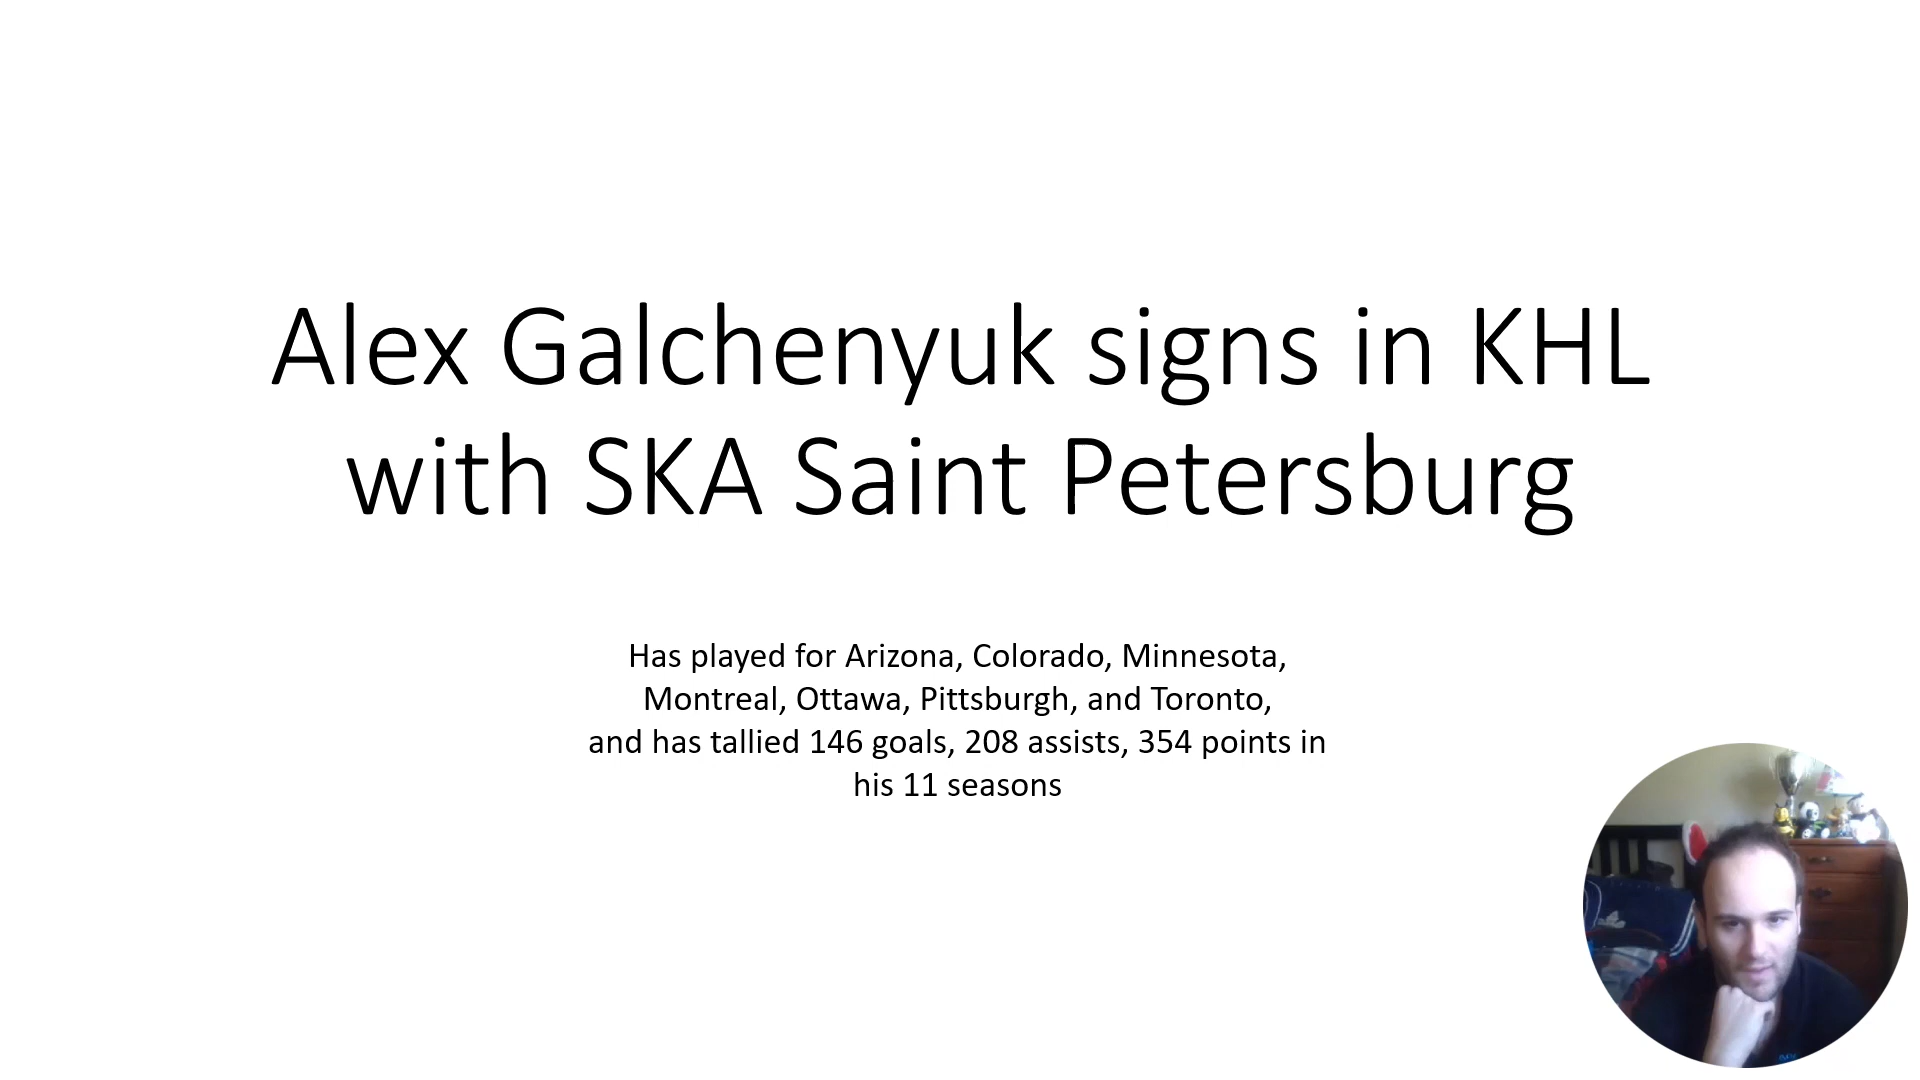 Alex Galchenyuk signs in KHL
with SKA Saint Petersburg
Has played for Arizona, Colorado, Minnesota,
Montreal, Ottawa, Pittsburgh, and Toronto,
and has tallied 146 goals, 208 assists, 354 points in
his 11 seasons